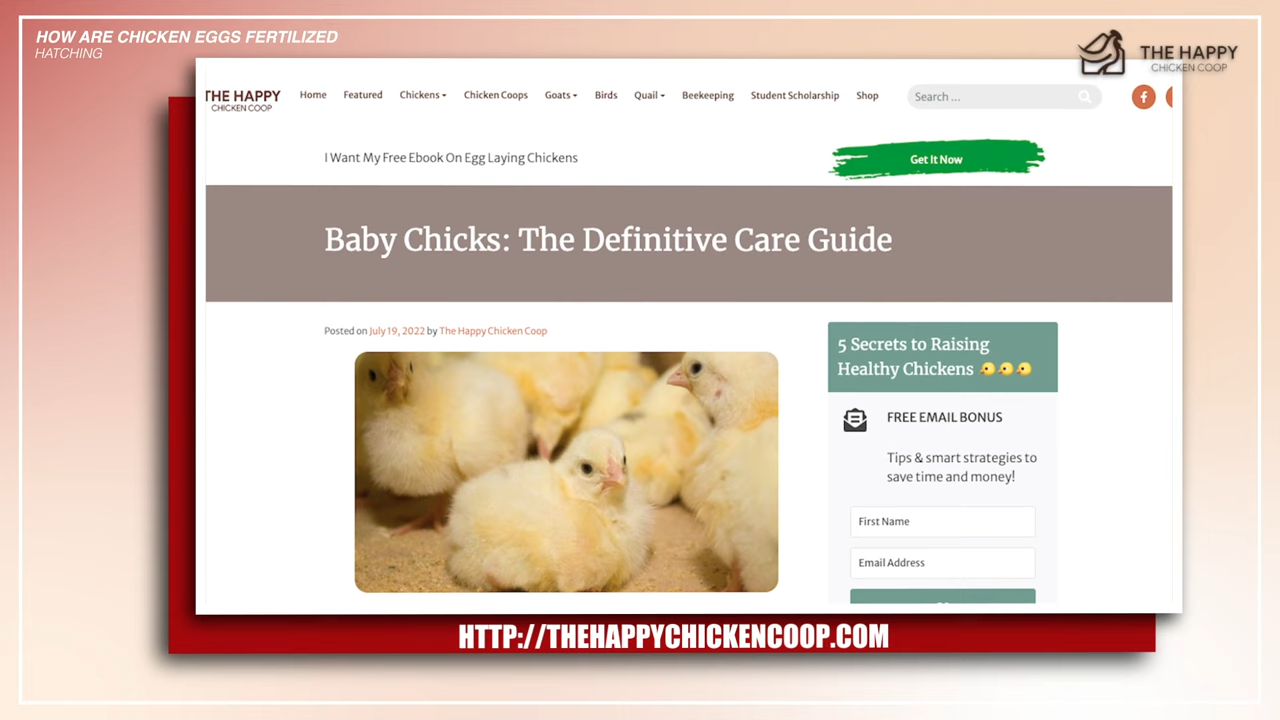 HOW ARE CHICKEN EGGS FERTILIZED
HATCHING
THE HAPPY
CHICKEN COOP
THE HAPPY
CHICKEN COOP
Home Featured Chickens Chicken Coops Goats Birds Quail Beekeeping Student Scholarship Shop
Search ...
I Want My Free Ebook On Egg Laying Chickens
Get It Now
Baby Chicks: The Definitive Care Guide
Posted on July 19, 2022 by The Happy Chicken Coop
5 Secrets to Raising
Healthy Chickens 🐤🐤🐤
FREE EMAIL BONUS
Tips & smart strategies to
save time and money!
First Name
Email Address
HTTP://THEHAPPYCHICKENCOOP.COM